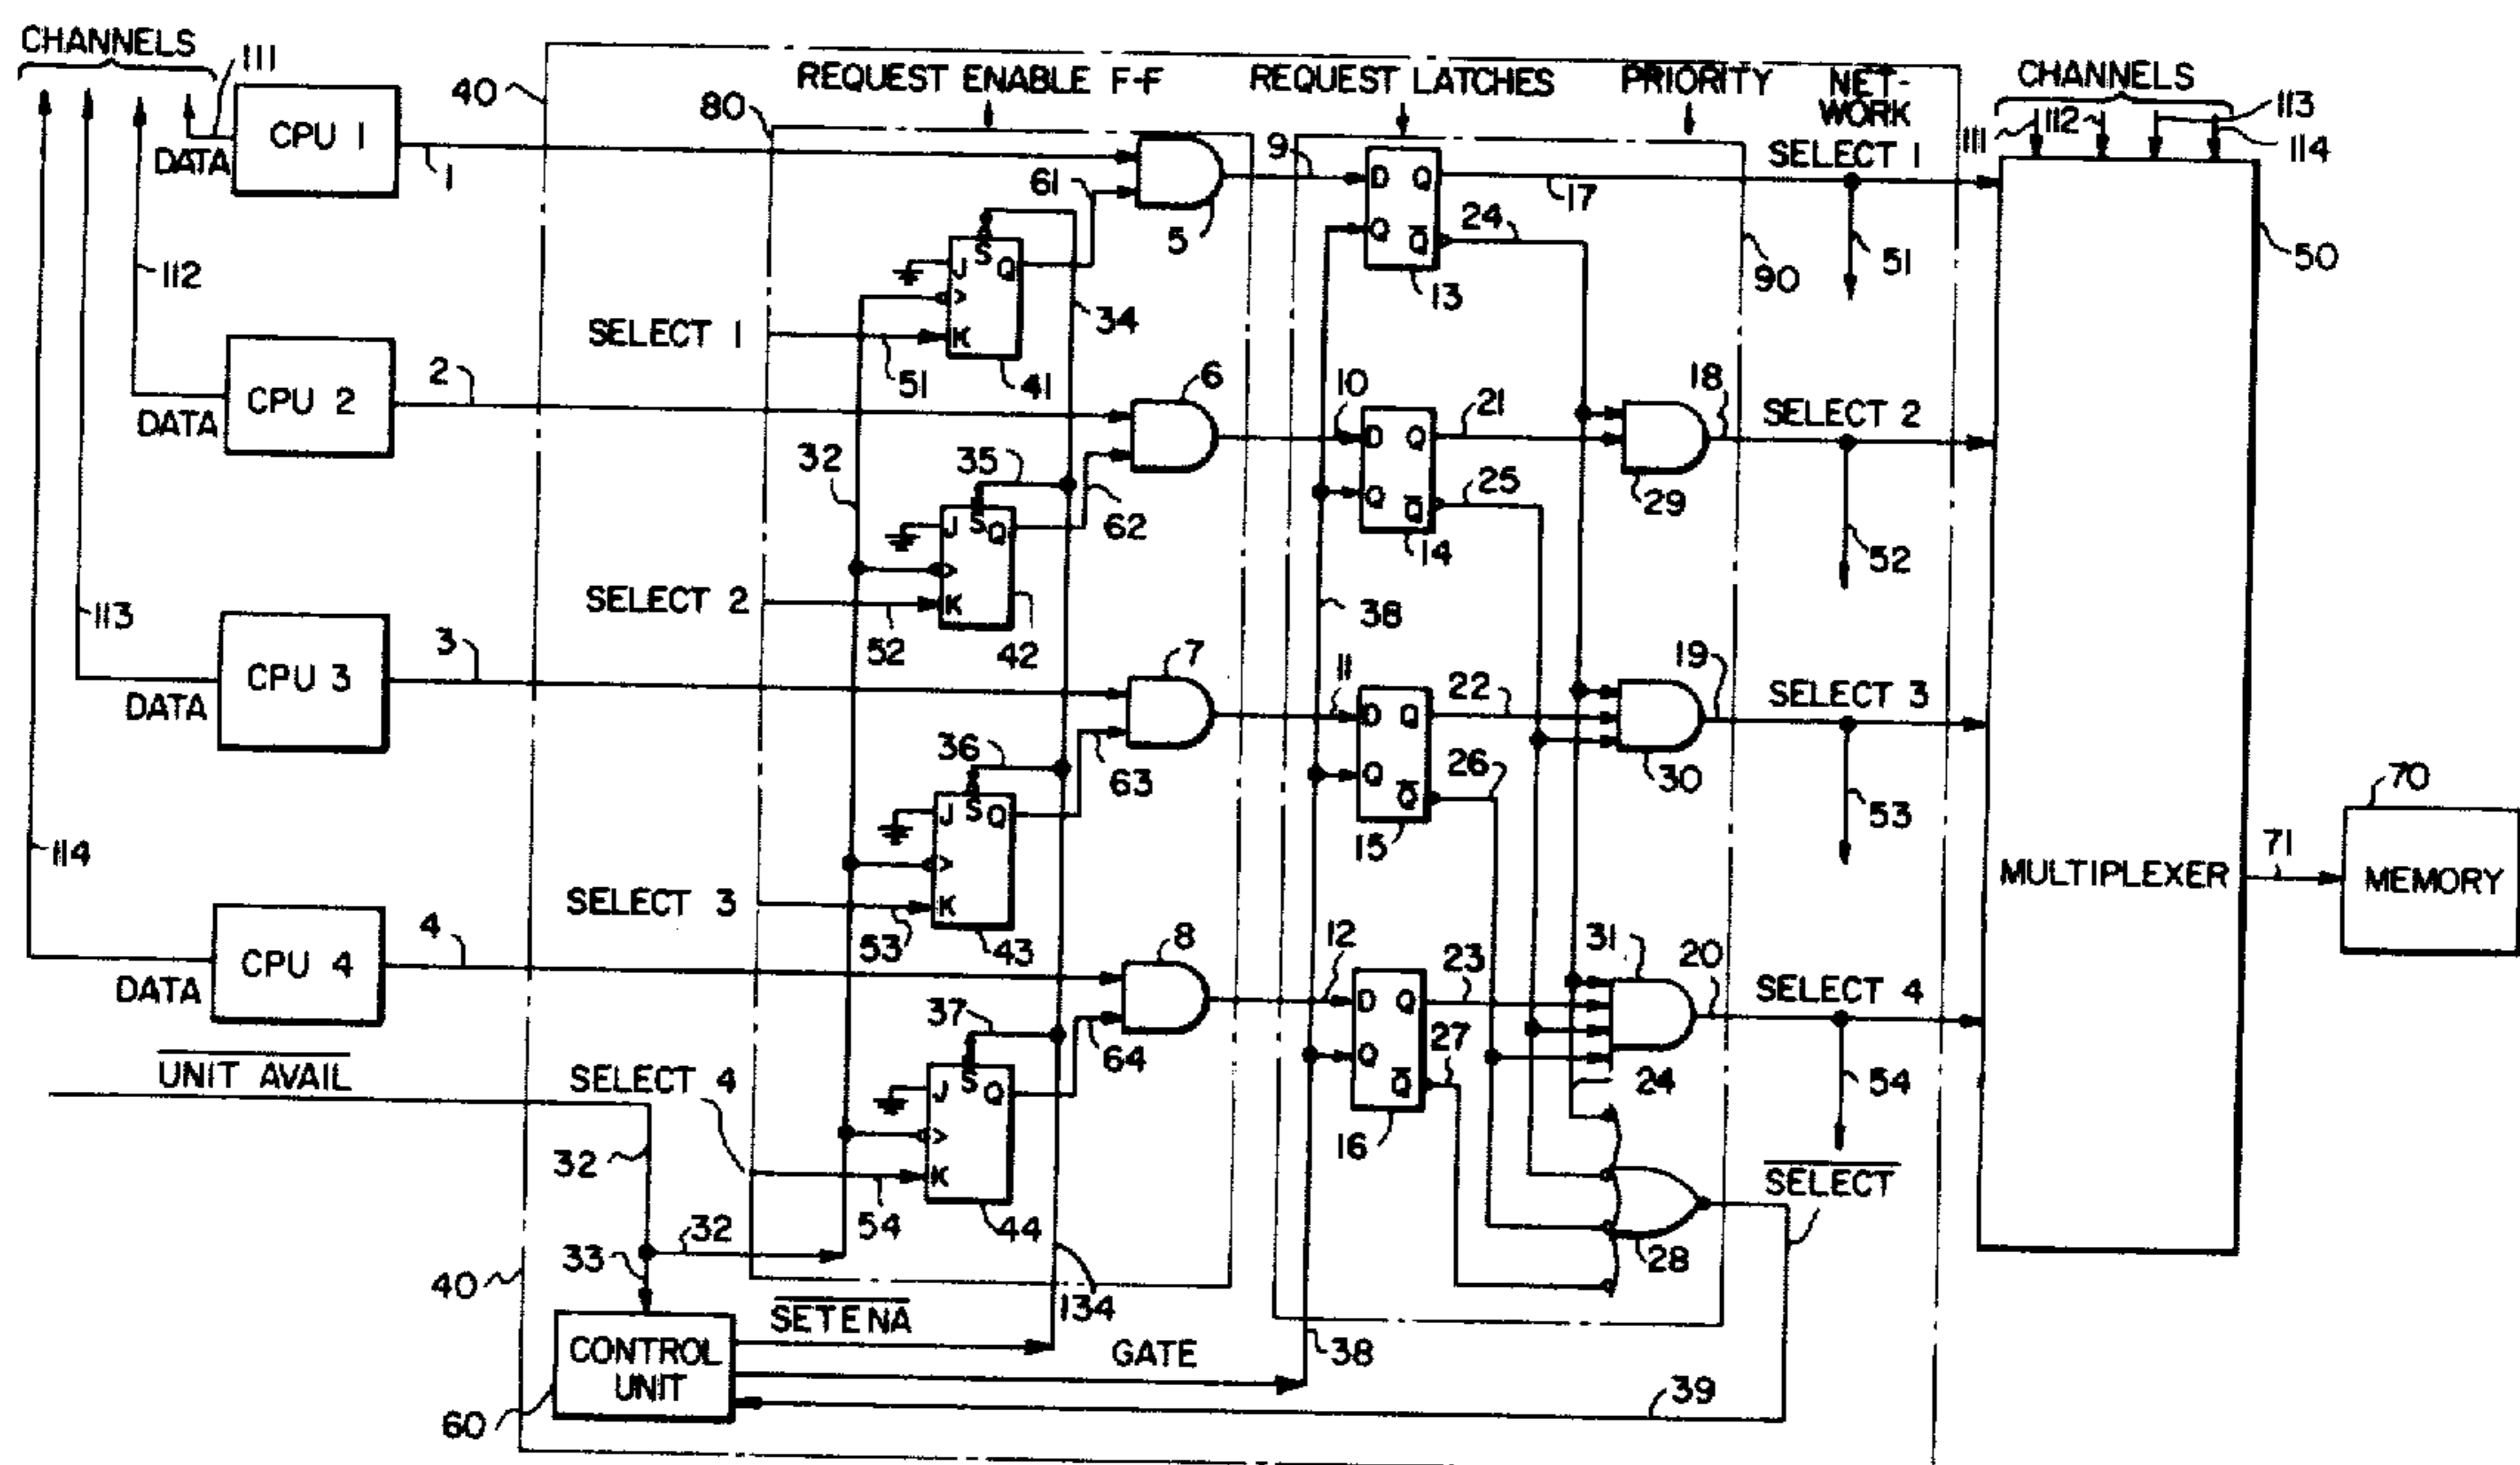 CHANNELS
111
CPU 1
DATA
1
40
80
REQUEST ENABLE F-F
REQUEST LATCHES
PRIORITY
NET-
WORK
CHANNELS
113
111
112
114
SELECT 1
9
61
5
D Q
Q Q̅
13
17
24
51
90
50
112
SELECT 1
51
J S Q
K
41
34
CPU 2
DATA
2
6
10
21
18
SELECT 2
32
35
62
D Q
Q Q̅
14
25
29
52
SELECT 2
52
J S Q
K
42
38
113
CPU 3
DATA
3
7
11
22
19
SELECT 3
36
63
D Q
Q Q̅
15
26
30
53
70
MEMORY
71
MULTIPLEXER
114
SELECT 3
53
J S Q
K
43
CPU 4
DATA
4
8
12
23
31
20
SELECT 4
37
64
D Q
Q Q̅
16
27
24
54
UNIT AVAIL
SELECT 4
54
J S Q
K
44
32
32
33
28
SELECT
40
SETENA
134
GATE
38
CONTROL
UNIT
60
39